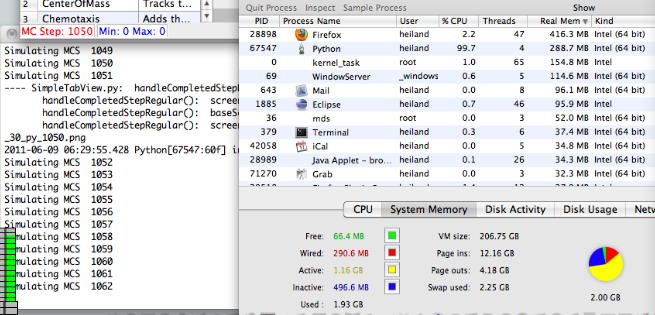 2 CenterOfMass Tracks t...
3 Chemotaxis Adds th...
MC Step: 1050 Min: 0 Max: 0
Simulating MCS 1049
Simulating MCS 1050
Simulating MCS 1051
---- SimpleTabView.py: handleCompletedStep
handleCompletedStepRegular(): scree
handleCompletedStepRegular(): baseS
handleCompletedStepRegular(): scree
_30_py_1050.png
2011-06-09 06:29:55.428 Python[67547:60f] i
Simulating MCS 1052
Simulating MCS 1053
Simulating MCS 1054
Simulating MCS 1055
Simulating MCS 1056
Simulating MCS 1057
Simulating MCS 1058
Simulating MCS 1059
Simulating MCS 1060
Simulating MCS 1061
Simulating MCS 1062
Quit Process Inspect Sample Process Show
PID Process Name User % CPU Threads Real Mem Kind
28898 Firefox heiland 2.2 47 416.3 MB Intel (64 bit)
67547 Python heiland 99.7 4 288.7 MB Intel (64 bit)
0 kernel_task root 1.0 65 154.8 MB Intel
69 WindowServer _windows 0.6 5 114.6 MB Intel (64 bit)
643 Mail heiland 0.0 8 96.1 MB Intel (64 bit)
1885 Eclipse heiland 0.7 46 95.9 MB Intel
36 mds root 0.0 3 52.0 MB Intel (64 bit)
379 Terminal heiland 0.3 6 37.4 MB Intel (64 bit)
42058 iCal heiland 0.0 5 34.8 MB Intel (64 bit)
28989 Java Applet - bro... heiland 0.1 26 34.3 MB Intel (64 bit)
71270 Grab heiland 0.0 3 32.3 MB Intel (64 bit)
CPU System Memory Disk Activity Disk Usage Netw
Free: 66.4 MB VM size: 206.75 GB
Wired: 290.6 MB Page ins: 12.16 GB
Active: 1.16 GB Page outs: 4.18 GB
Inactive: 496.6 MB Swap used: 2.25 GB
Used: 1.93 GB 2.00 GB